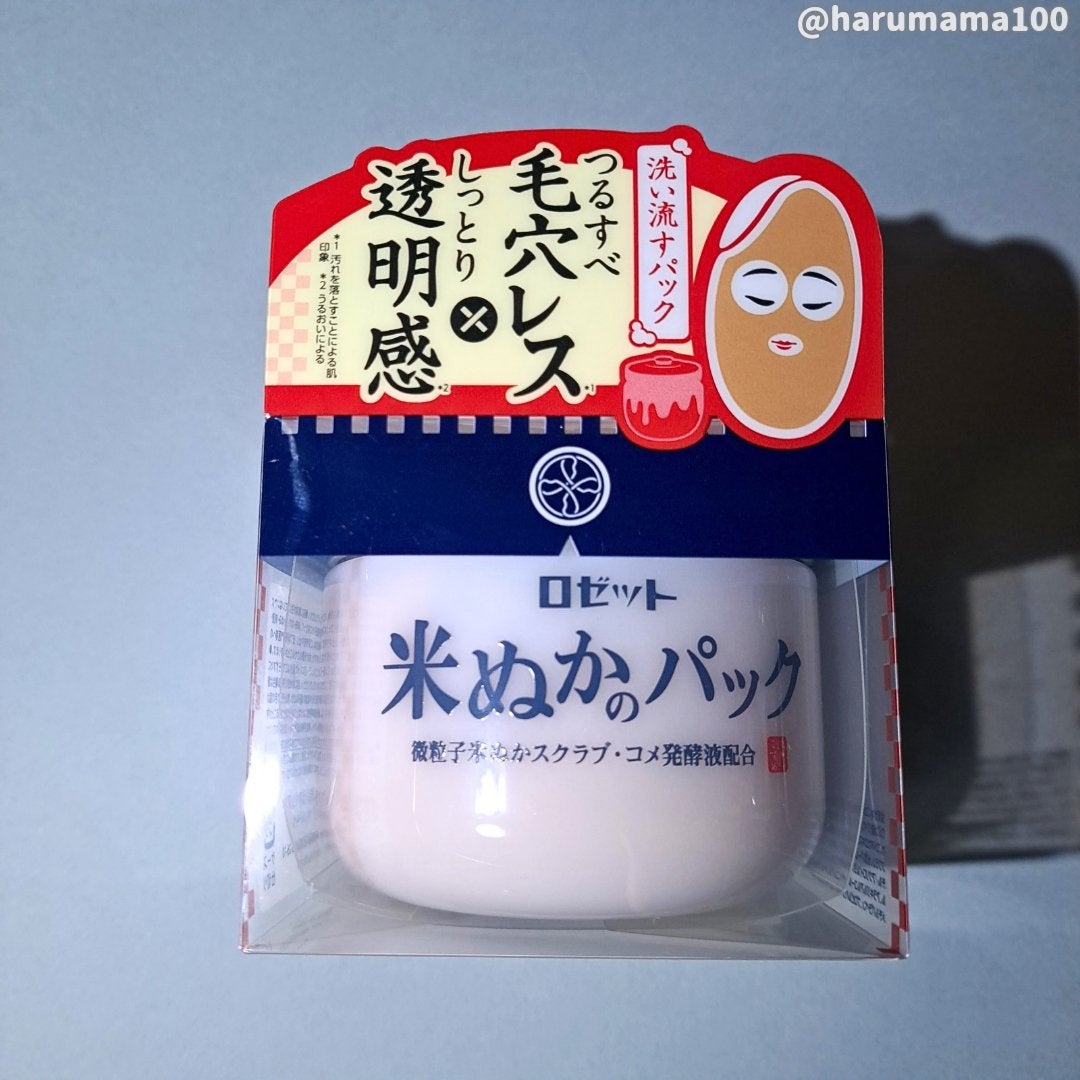 @harumama100
洗い流すパック
つるすべ
毛穴レス*1
×
しっとり
透明感*2
*1 汚れを落とすことによる肌
印象 *2 うるおいによる
ロゼット
米ぬかのパック
微粒子米ぬかスクラブ・コメ発酵液配合